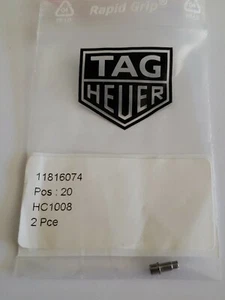 Rapid Grip®
TAG
HEUER
11816074
Pos : 20
HC1008
2 Pce